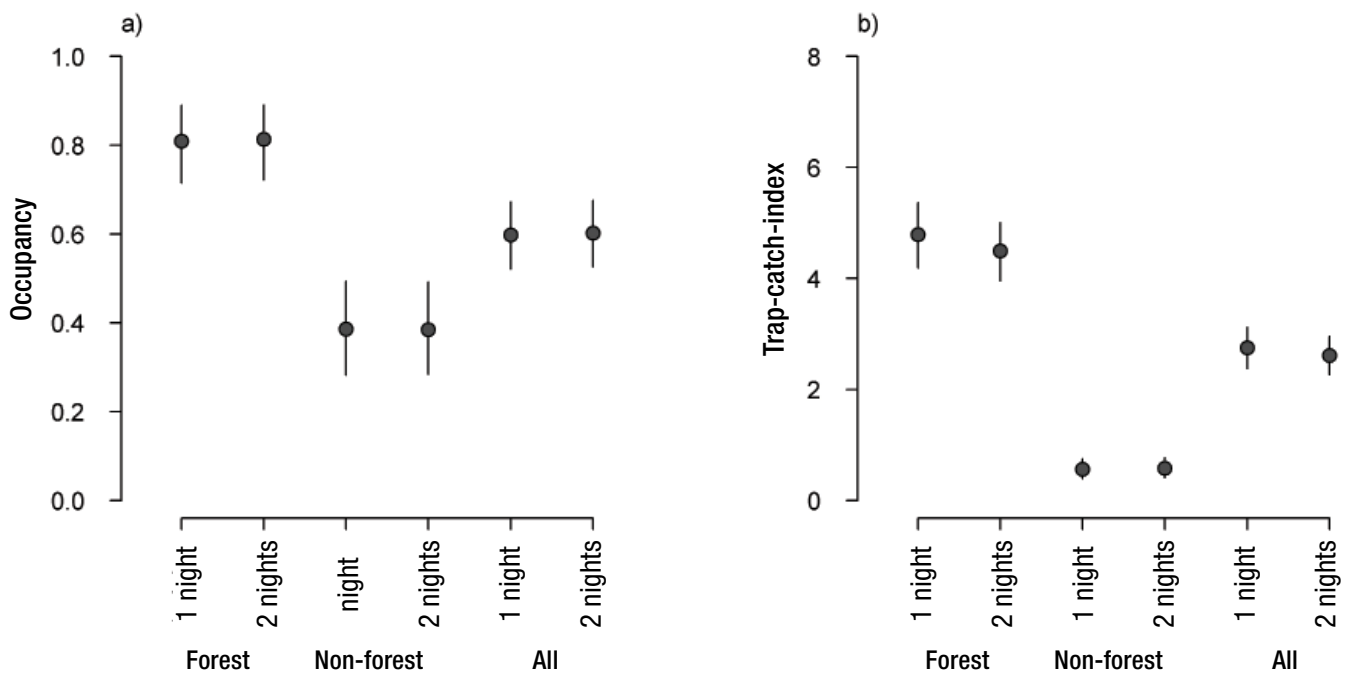 a)
Occupancy
1.0
0.8
0.6
0.4
0.2
0.0
1 night
2 nights
night
2 nights
1 night
2 nights
Forest
Non-forest
All
b)
Trap-catch-index
8
6
4
2
0
1 night
2 nights
1 night
2 nights
1 night
2 nights
Forest
Non-forest
All